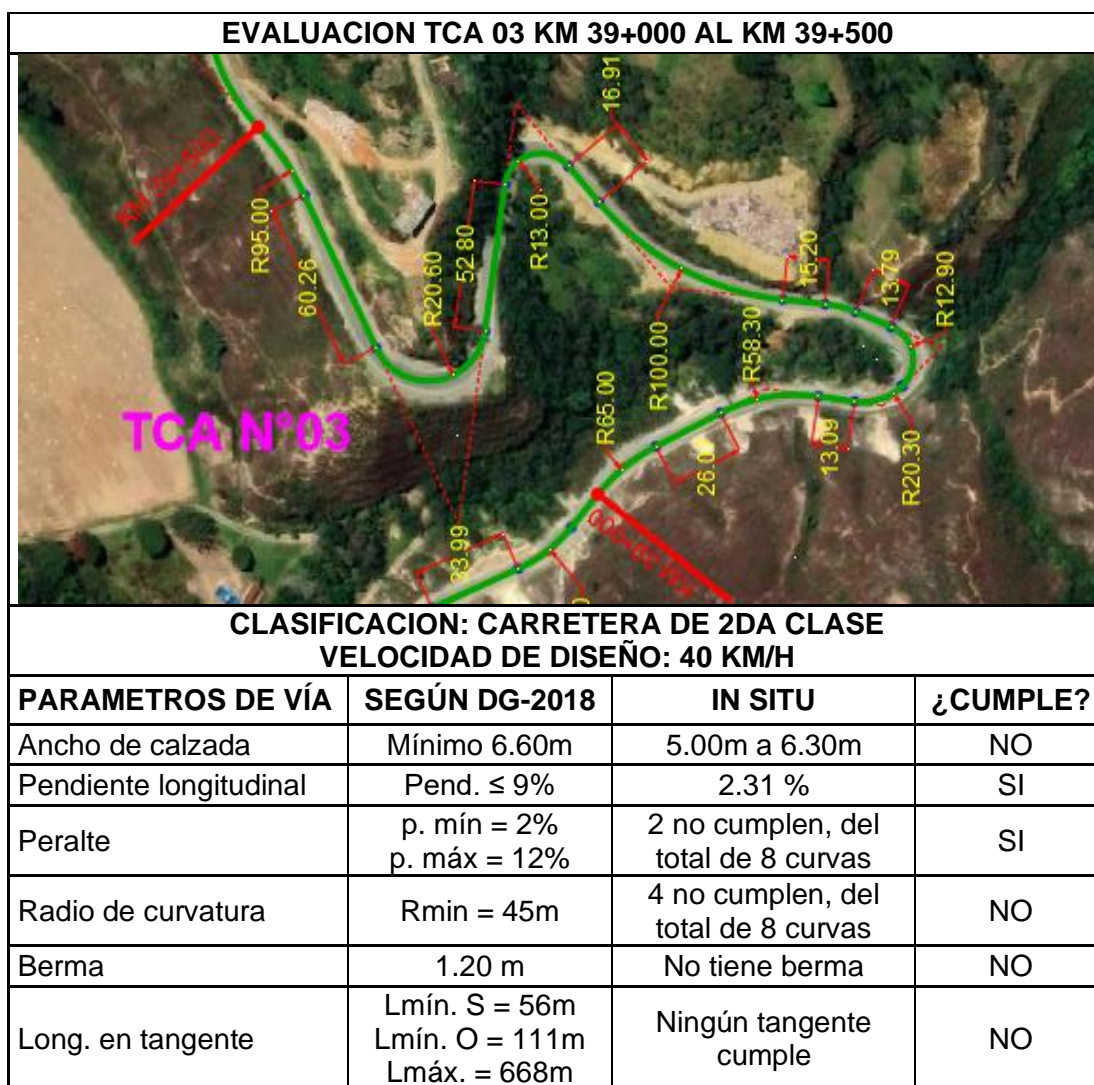 EVALUACION TCA 03 KM 39+000 AL KM 39+500
16.91
KM 39+500
R95.00
60.26
R20.60
52.80
R13.00
15.20
13.79
R12.90
R100.00
R58.30
R65.00
13.09
R20.30
TCA N°03
33.99
CLASIFICACION: CARRETERA DE 2DA CLASE
VELOCIDAD DE DISEÑO: 40 KM/H
PARAMETROS DE VÍA SEGÚN DG-2018 IN SITU ¿CUMPLE?
Ancho de calzada Mínimo 6.60m 5.00m a 6.30m NO
Pendiente longitudinal Pend. ≤ 9% 2.31 % SI
Peralte p. mín = 2% 2 no cumplen, del SI
p. máx = 12% total de 8 curvas
Radio de curvatura Rmin = 45m 4 no cumplen, del NO
total de 8 curvas
Berma 1.20 m No tiene berma NO
Long. en tangente Lmín. S = 56m Ningún tangente NO
Lmín. O = 111m cumple
Lmáx. = 668m